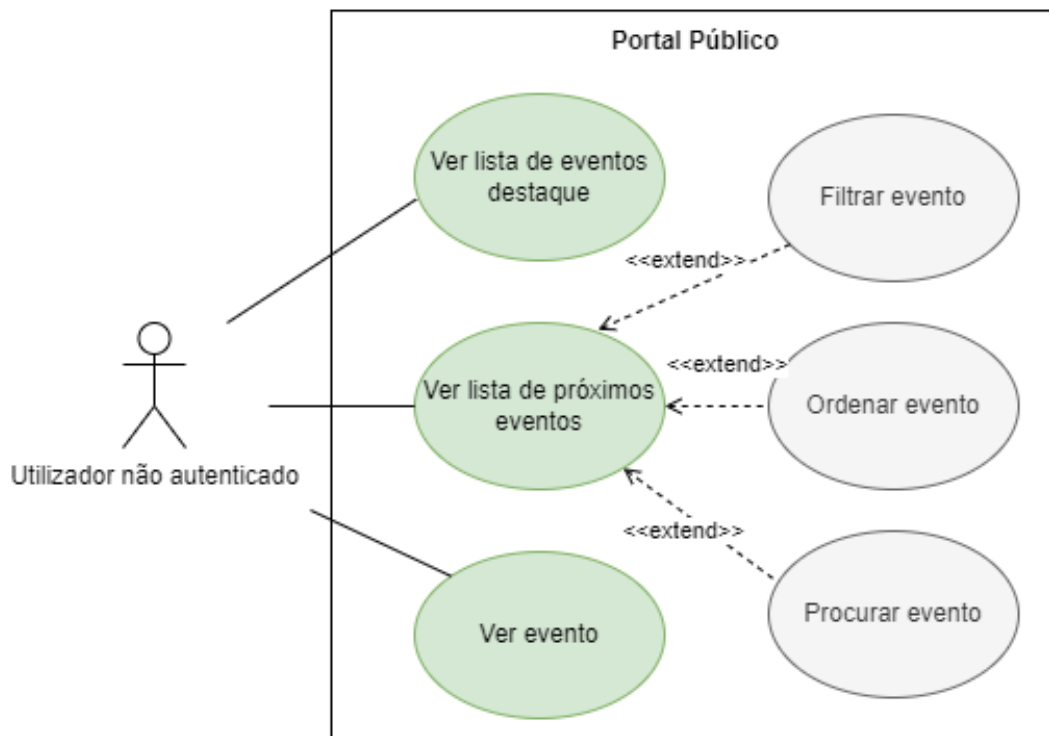 Portal Público
Ver lista de eventos
destaque
Filtrar evento
<<extend>>
Utilizador não autenticado
Ver lista de próximos
eventos
<<extend>>
Ordenar evento
<<extend>>
Ver evento
Procurar evento